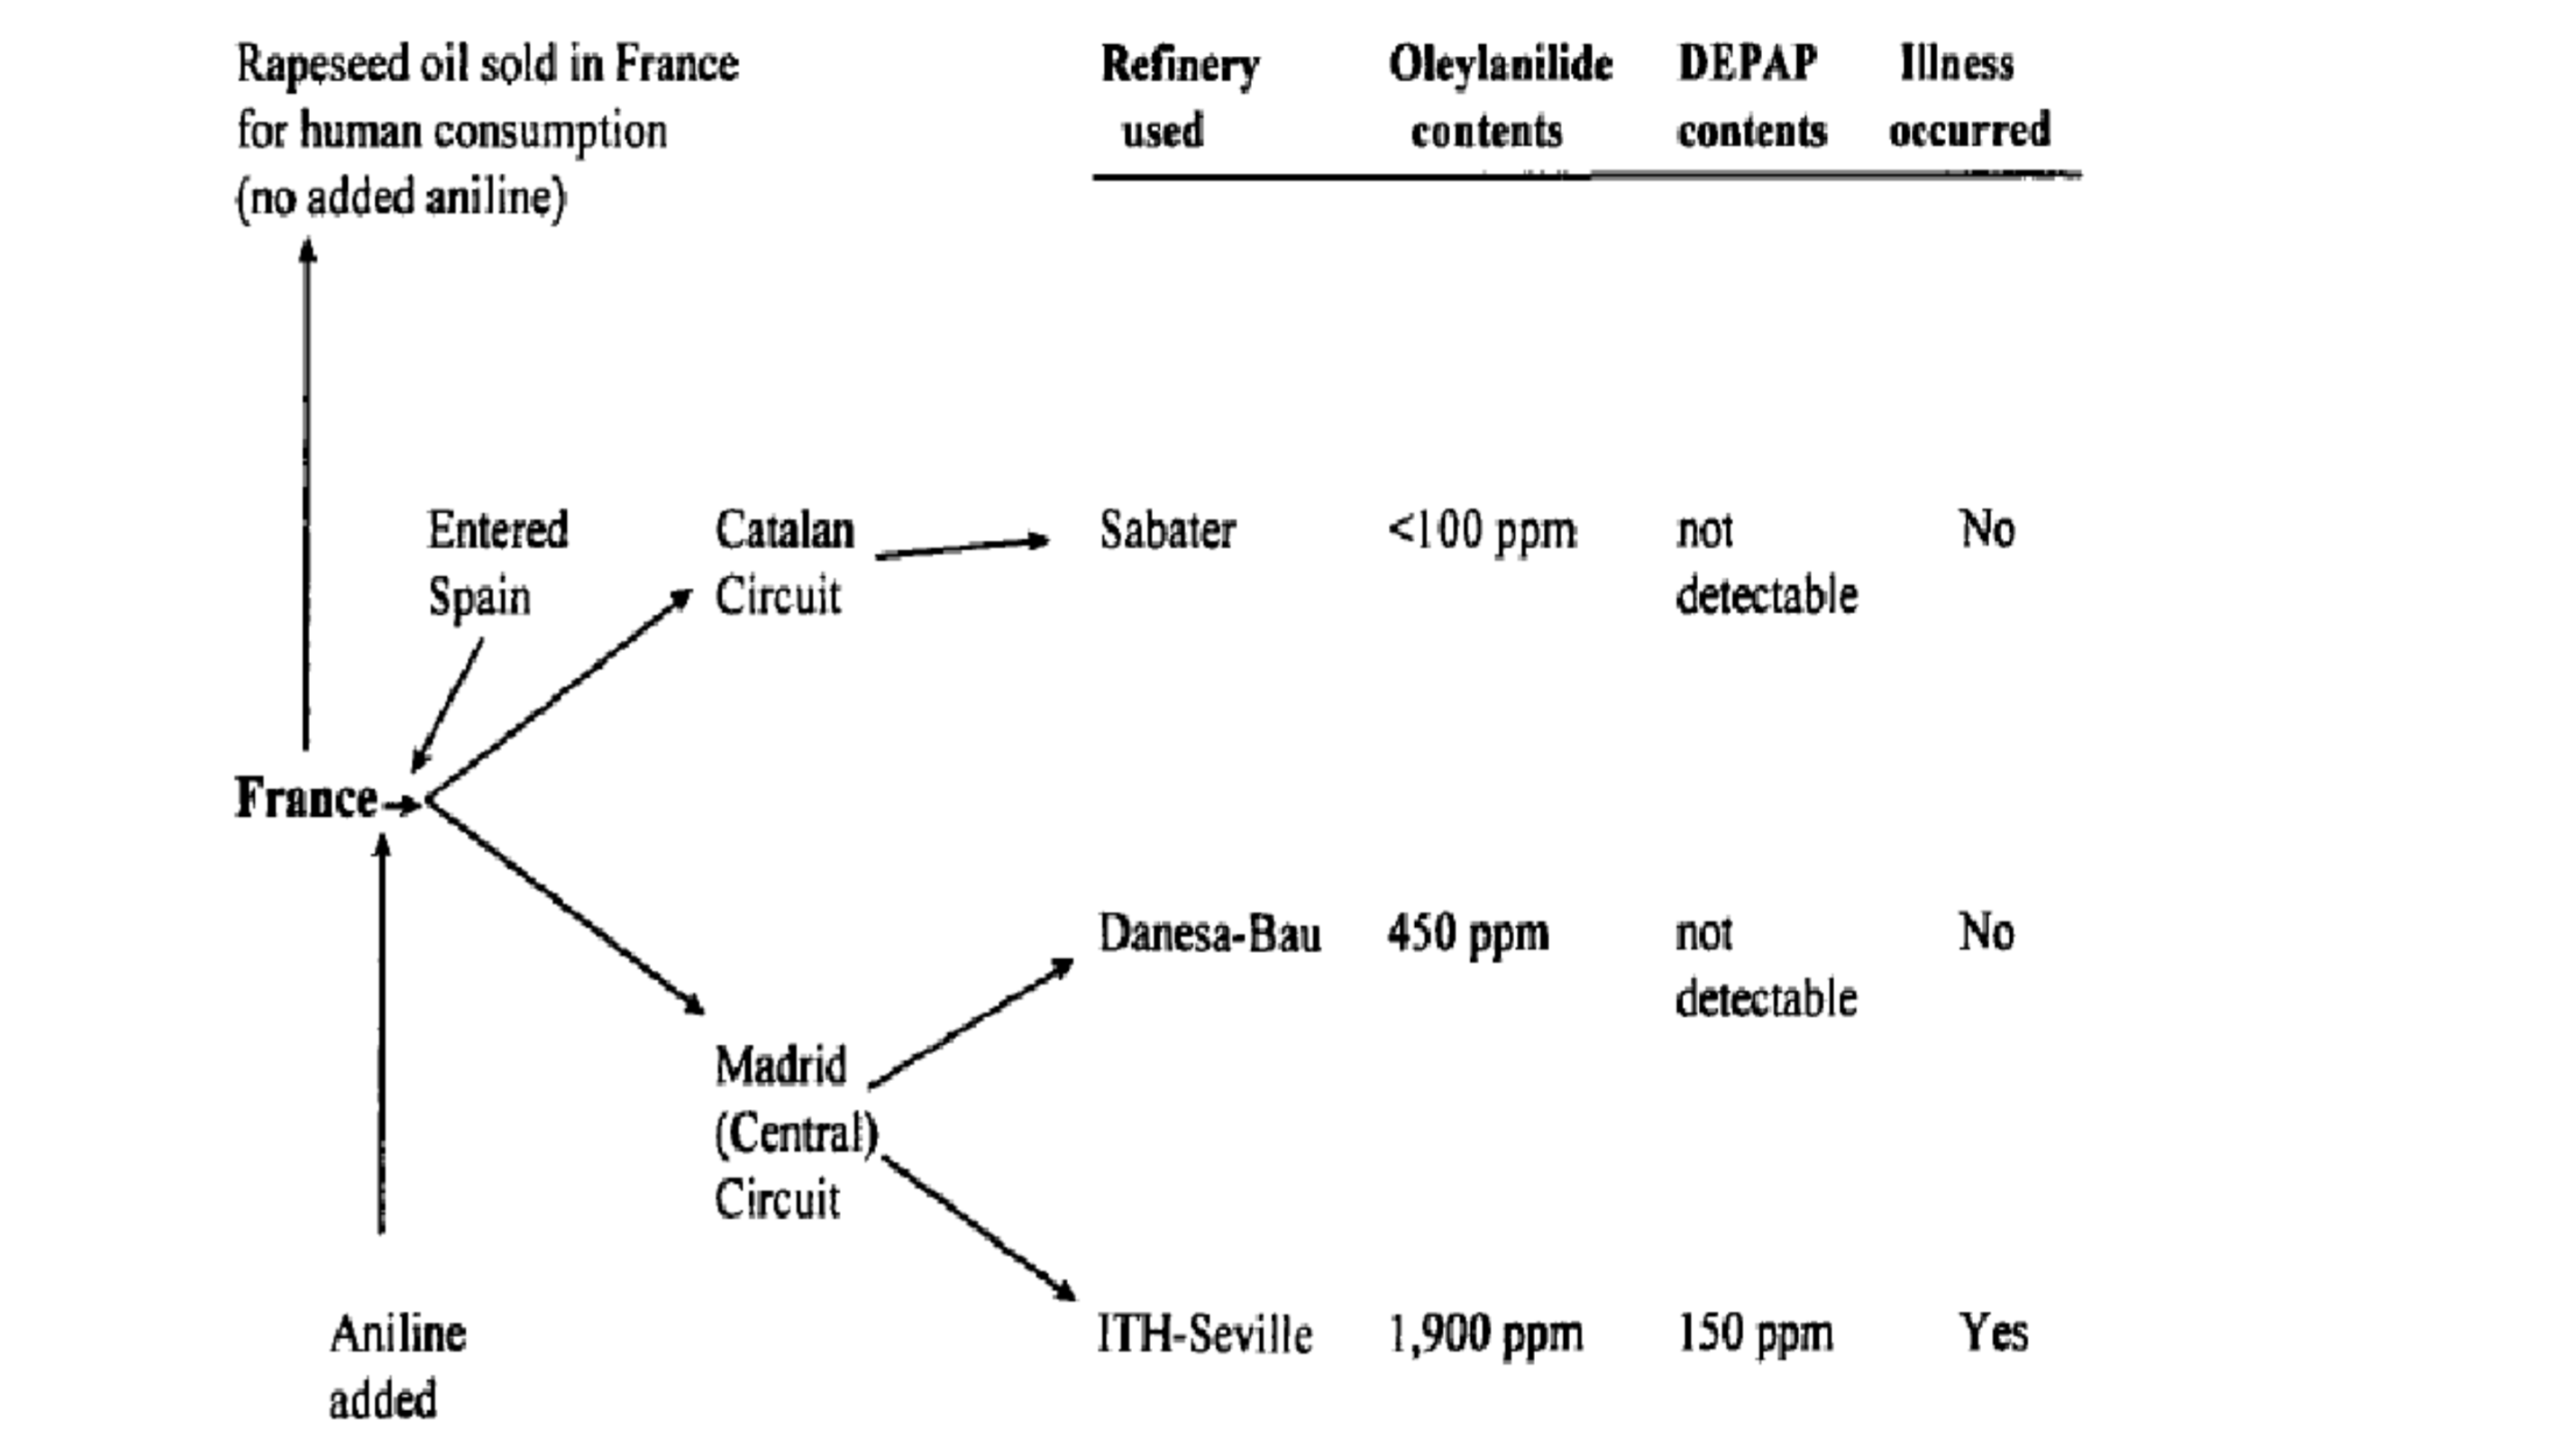 Rapeseed oil sold in France
for human consumption
(no added aniline)
Refinery used
Oleylanilide contents
DEPAP contents
Illness occurred
Entered
Spain
Catalan
Circuit
Sabater
<100 ppm
not
detectable
No
France
Danesa-Bau
450 ppm
not
detectable
No
Madrid
(Central)
Circuit
ITH-Seville
1,900 ppm
150 ppm
Yes
Aniline
added